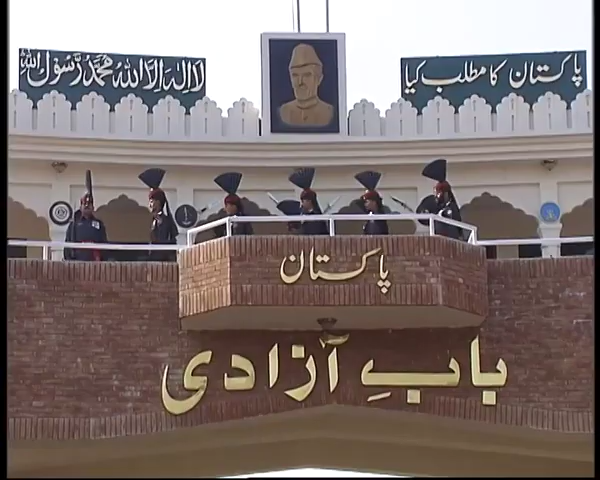 پاکستان کا مطلب کیا
لا الہ الا اللہ محمد رسول اللہ
پاکستان
باب آزادی